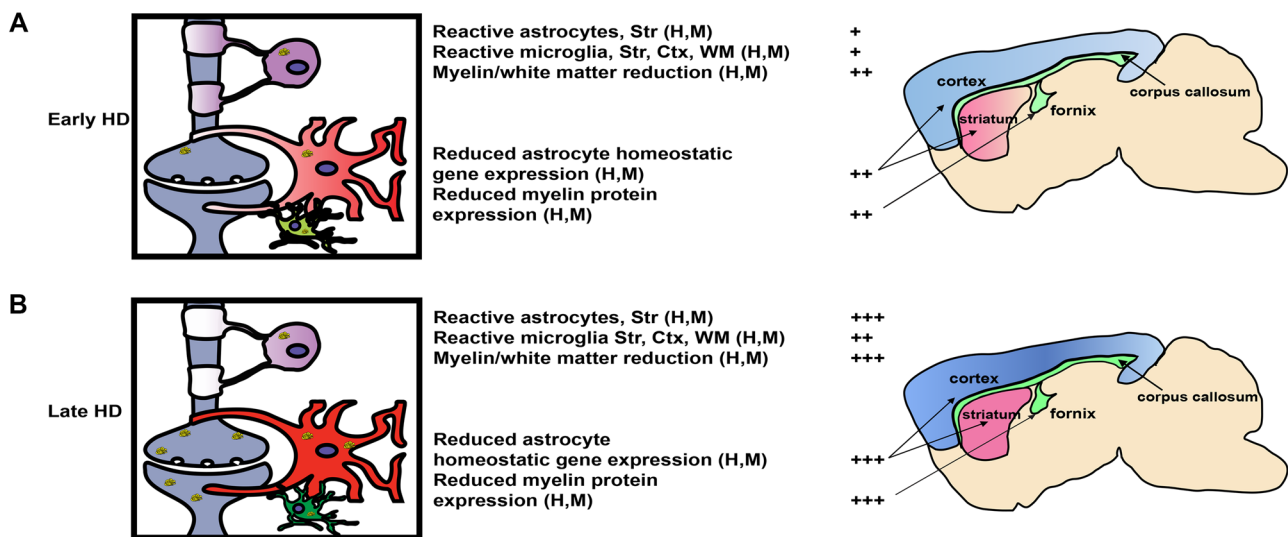 A
Early HD
Reactive astrocytes, Str (H,M)
+
Reactive microglia, Str, Ctx, WM (H,M)
+
Myelin/white matter reduction (H,M)
++
Reduced astrocyte homeostatic
gene expression (H,M)
++
Reduced myelin protein
expression (H,M)
++
cortex
striatum
fornix
corpus callosum
B
Late HD
Reactive astrocytes, Str (H,M)
+++
Reactive microglia Str, Ctx, WM (H,M)
++
Myelin/white matter reduction (H,M)
+++
Reduced astrocyte
homeostatic gene expression (H,M)
+++
Reduced myelin protein
expression (H,M)
+++
cortex
striatum
fornix
corpus callosum